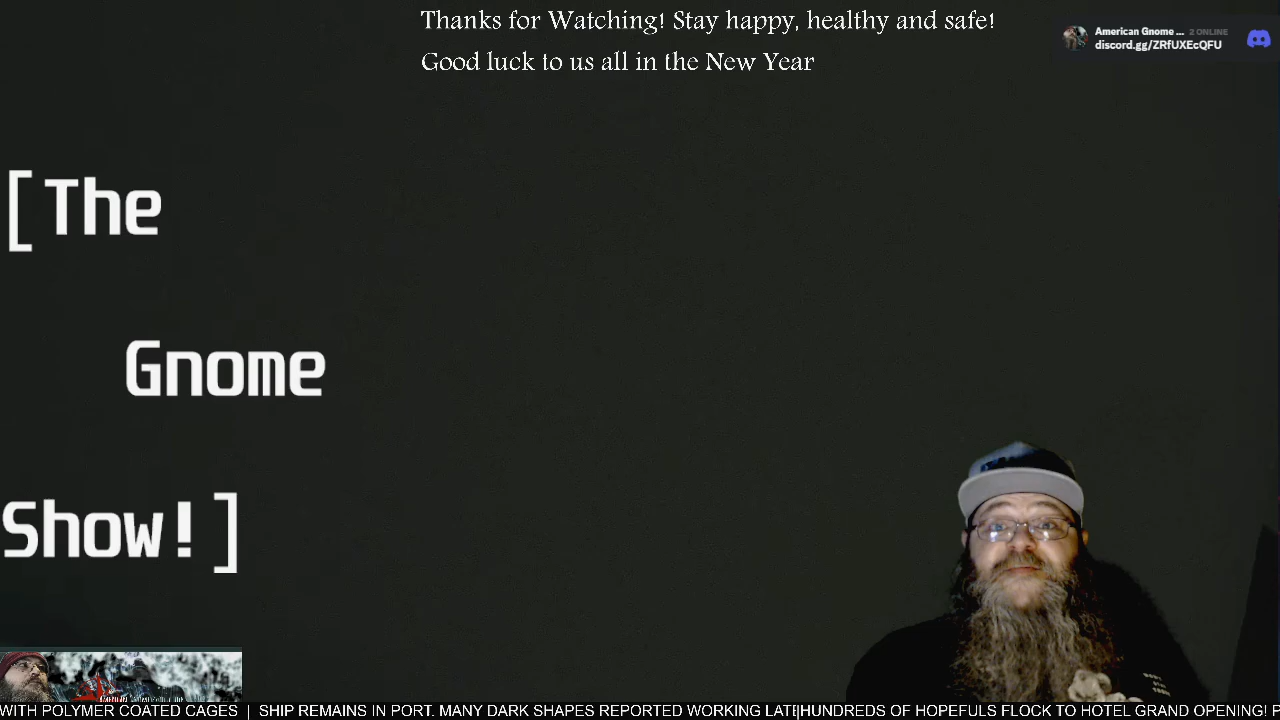 Thanks for Watching! Stay happy, healthy and safe!
Good luck to us all in the New Year
American Gnome ... 2 ONLINE
discord.gg/ZRfUXEcQFU
[The
Gnome
Show!]
WITH POLYMER COATED CAGES | SHIP REMAINS IN PORT. MANY DARK SHAPES REPORTED WORKING LATE|HUNDREDS OF HOPEFULS FLOCK TO HOTEL GRAND OPENING!